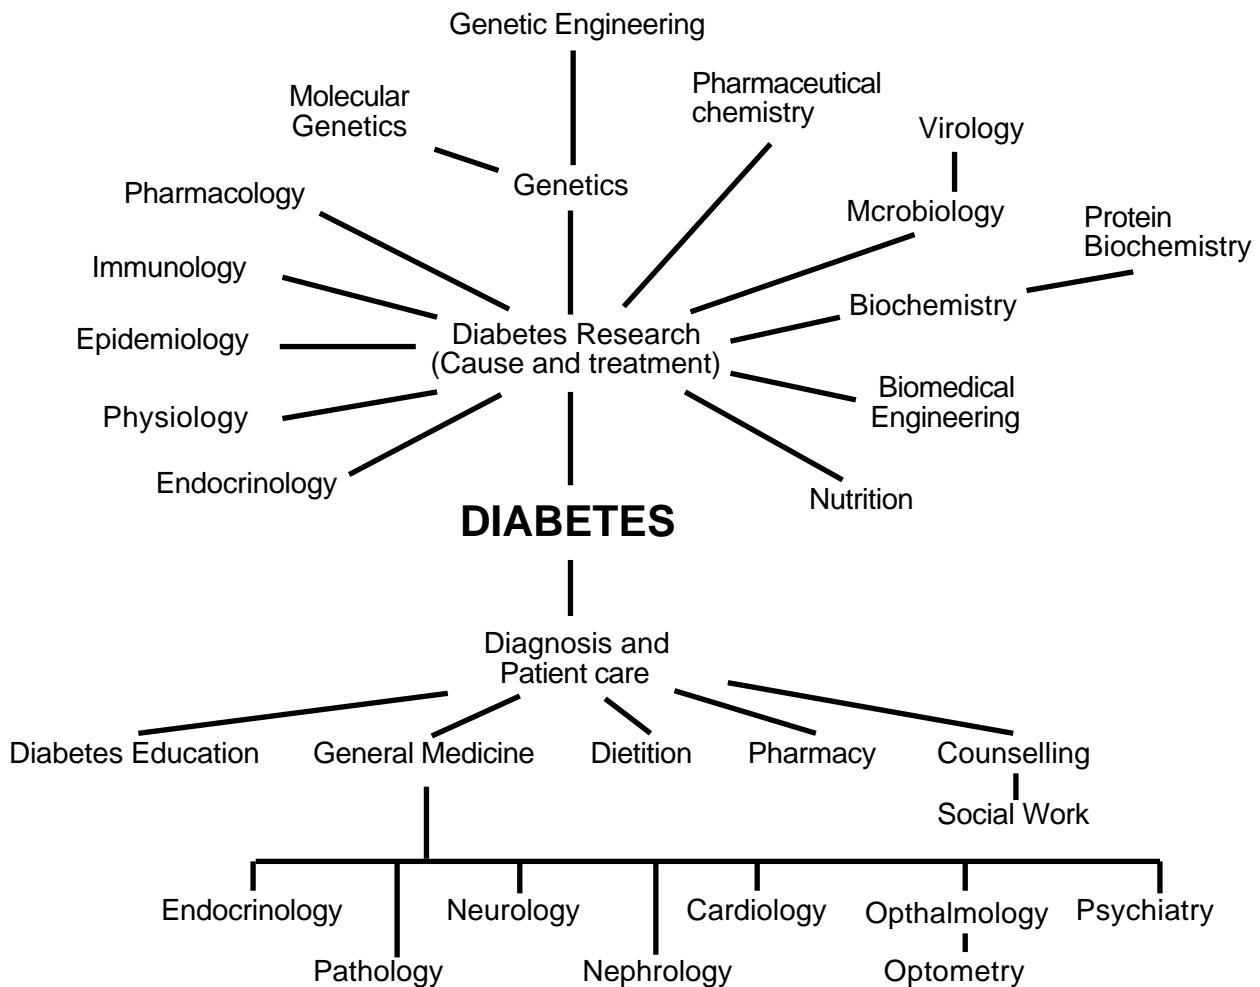 Genetic Engineering
Pharmaceutical
chemistry
Molecular
Genetics
Virology
Genetics
Pharmacology
Mcrobiology
Protein
Biochemistry
Immunology
Biochemistry
Epidemiology
Diabetes Research
(Cause and treatment)
Biomedical
Engineering
Physiology
Endocrinology
Nutrition
DIABETES
Diagnosis and
Patient care
Diabetes Education
General Medicine
Dietition
Pharmacy
Counselling
Social Work
Endocrinology
Neurology
Cardiology
Opthalmology
Psychiatry
Pathology
Nephrology
Optometry